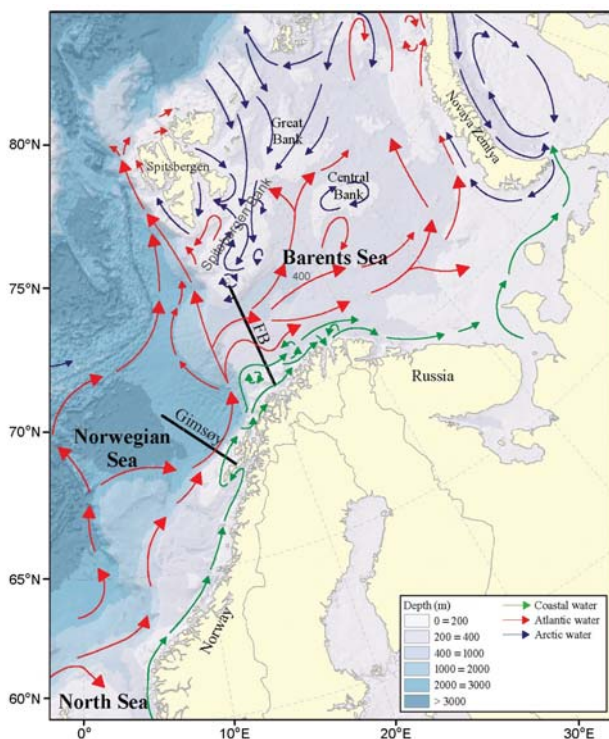 80°N
75°N
70°N
65°N
60°N
0°
10°E
20°E
30°E
Novaya Zemlya
Great
Bank
Spitsbergen
Spitsbergen Bank
Central
Bank
Barents Sea
400
FB
Russia
Gimsøy
Norwegian
Sea
Norway
North Sea
Depth (m)
0 = 200
200 = 400
400 = 1000
1000 = 2000
2000 = 3000
> 3000
Coastal water
Atlantic water
Arctic water